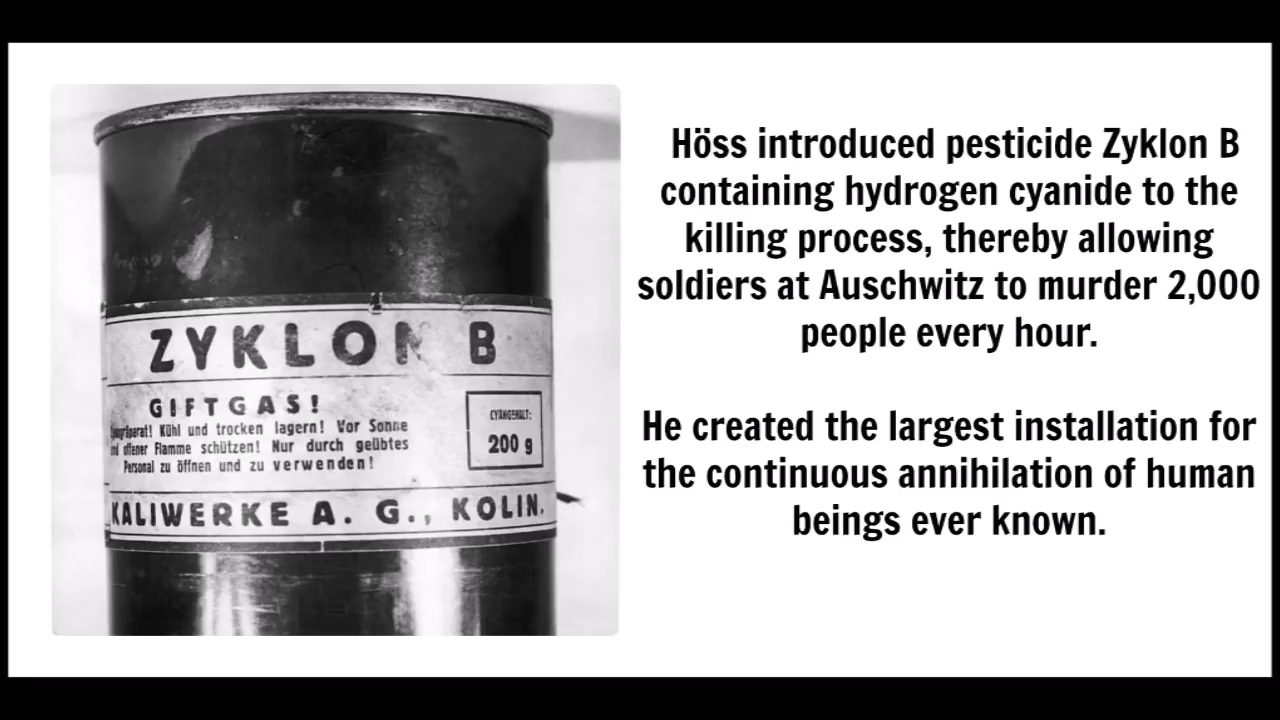 ZYKLON B
GIFTGAS!
Kühl und trocken lagern! Vor Sonne
offener Flamme schützen! Nur durch geübtes
Personal zu öffnen und zu verwenden!
CYANGEHALT:
200 g
KALIWERKE A. G., KOLIN.
Höss introduced pesticide Zyklon B
containing hydrogen cyanide to the
killing process, thereby allowing
soldiers at Auschwitz to murder 2,000
people every hour.
He created the largest installation for
the continuous annihilation of human
beings ever known.